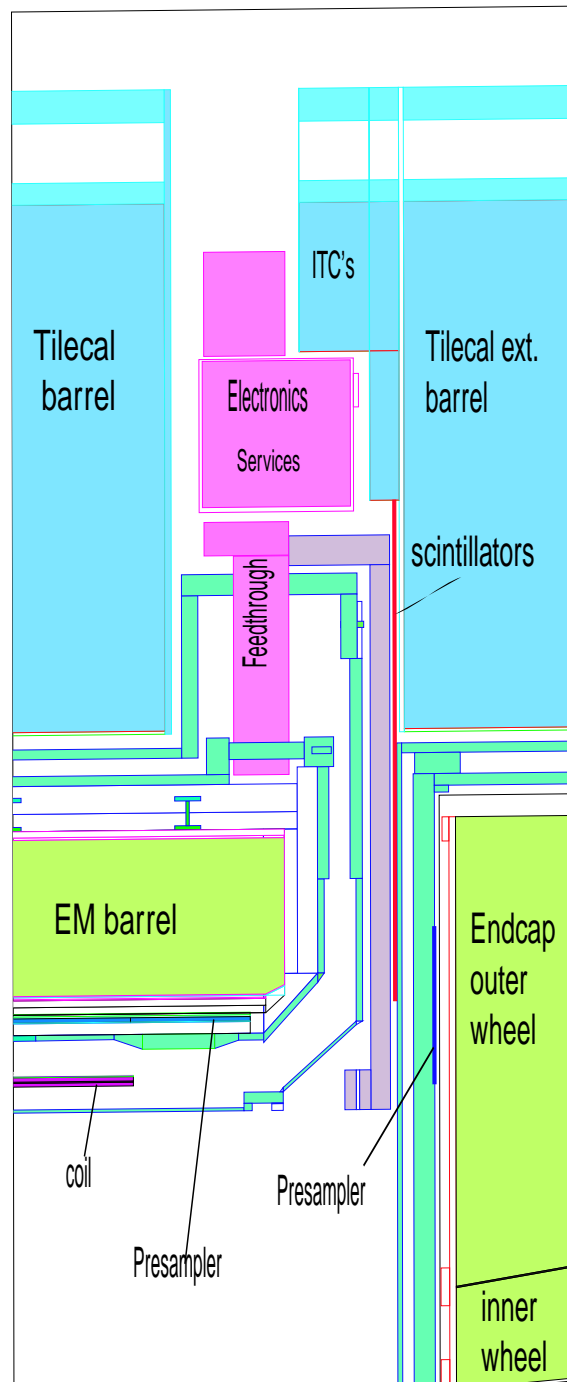 ITC's
Tilecal
barrel
Tilecal ext.
barrel
Electronics
Services
scintillators
Feedthrough
EM barrel
Endcap
outer
wheel
coil
Presampler
Presampler
inner
wheel